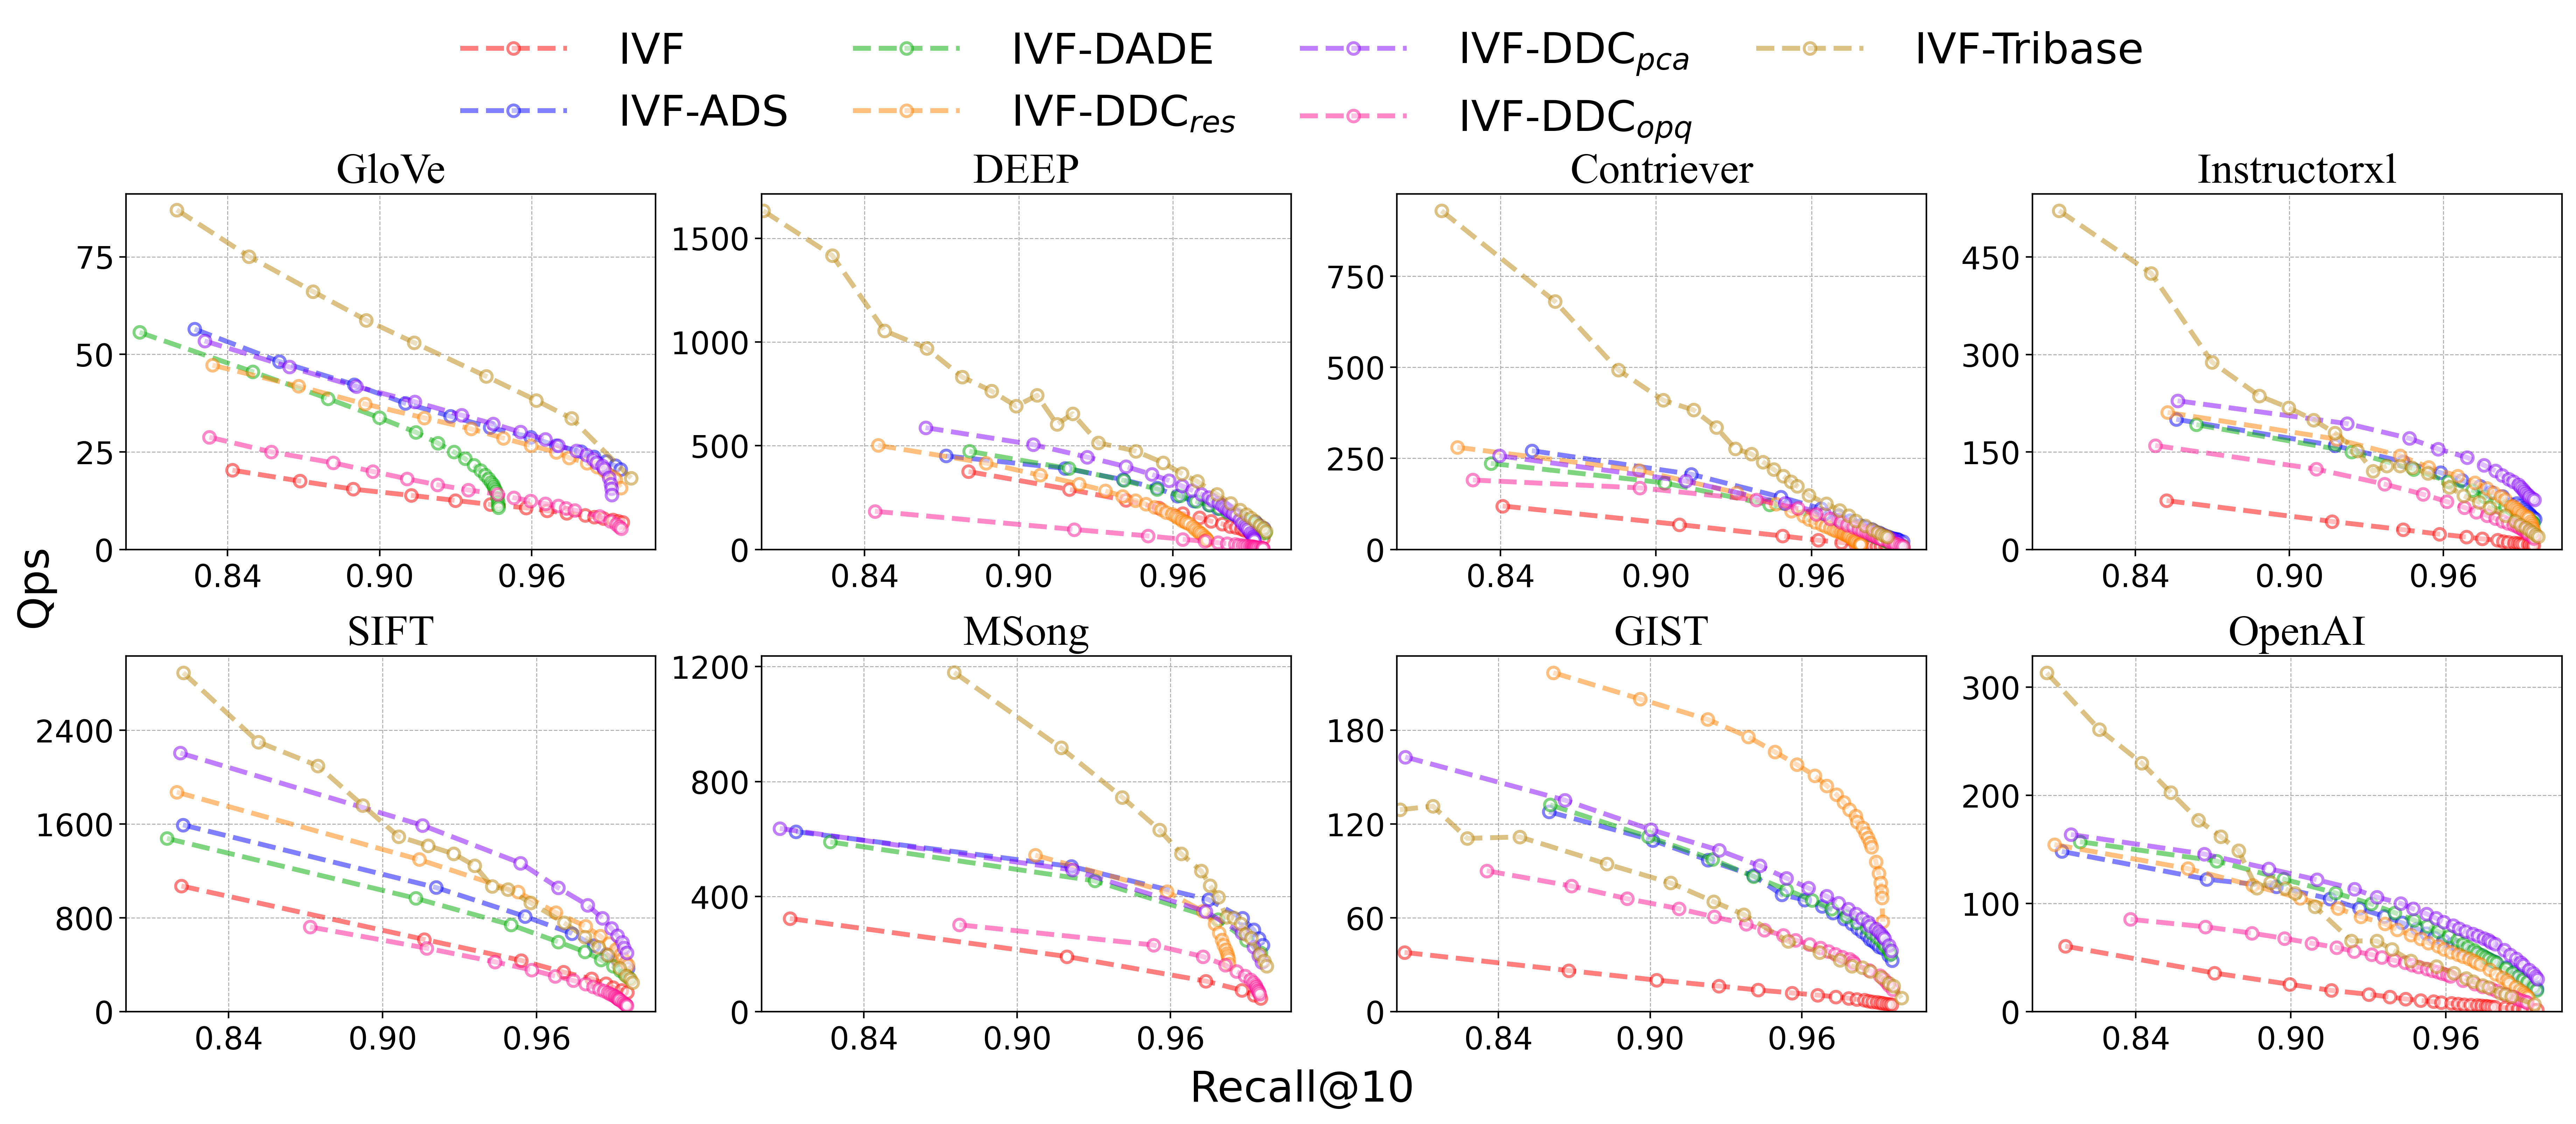 IVF IVF-DADE IVF-DDCpca IVF-Tribase
IVF-ADS IVF-DDCres IVF-DDCopq
GloVe DEEP Contriever Instructorxl
75 1500 750 450
50 1000 500 300
25 500 250 150
0 0 0 0
0.84 0.90 0.96 0.84 0.90 0.96 0.84 0.90 0.96 0.84 0.90 0.96
Qps
SIFT MSong GIST OpenAI
2400 1200 180 300
1600 800 120 200
800 400 60 100
0 0 0 0
0.84 0.90 0.96 0.84 0.90 0.96 0.84 0.90 0.96 0.84 0.90 0.96
Recall@10